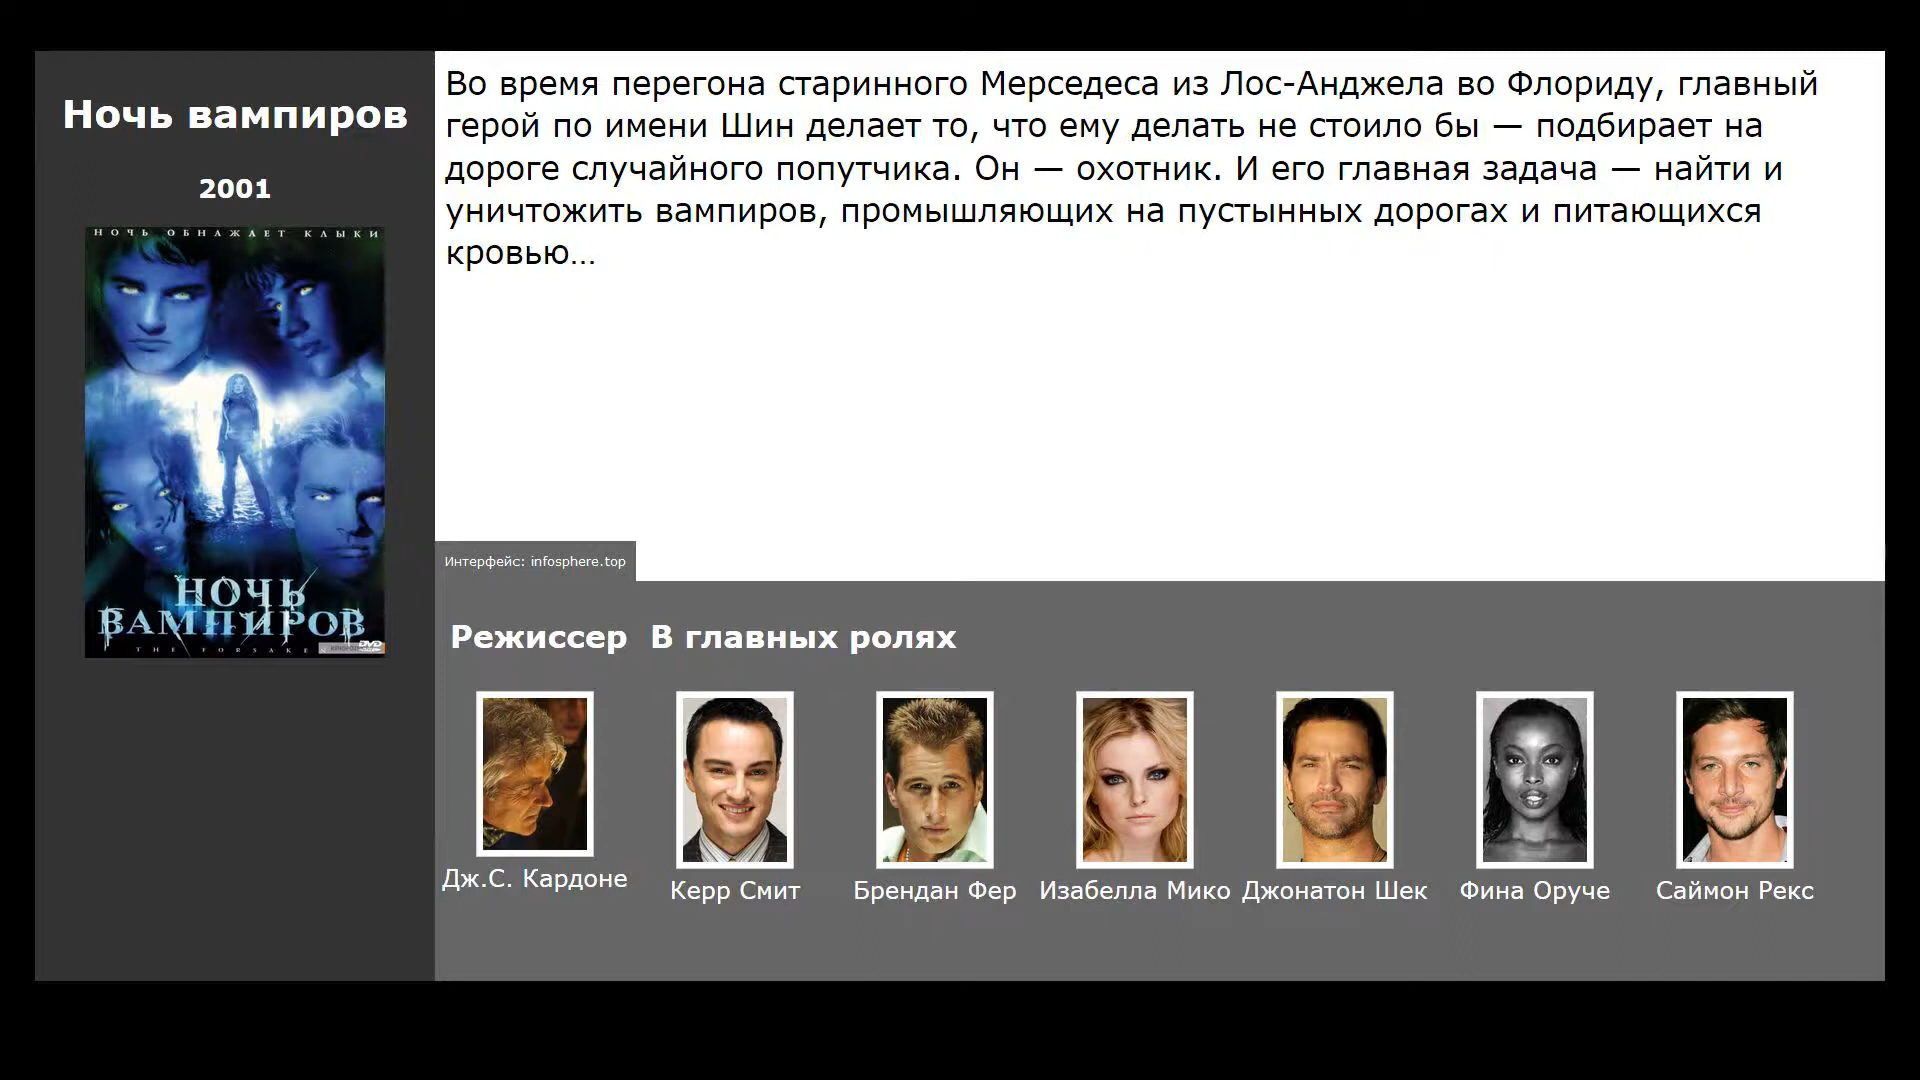 Ночь вампиров
2001
НОЧЬ ОБНАЖАЕТ КЛЫКИ
НОЧЬ
ВАМПИРОВ
THE FORSAKEN
DVD
Во время перегона старинного Мерседеса из Лос-Анджела во Флориду, главный
герой по имени Шин делает то, что ему делать не стоило бы — подбирает на
дороге случайного попутчика. Он — охотник. И его главная задача — найти и
уничтожить вампиров, промышляющих на пустынных дорогах и питающихся
кровью...
Интерфейс: infosphere.top
Режиссер В главных ролях
Дж.С. Кардоне
Керр Смит
Брендан Фер
Изабелла Мико
Джонатон Шек
Фина Оруче
Саймон Рекс